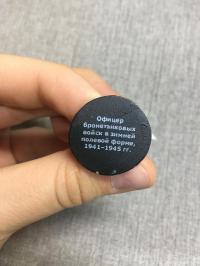 Офицер
бронетанковых
войск в зимней
полевой форме,
1941–1945 гг.